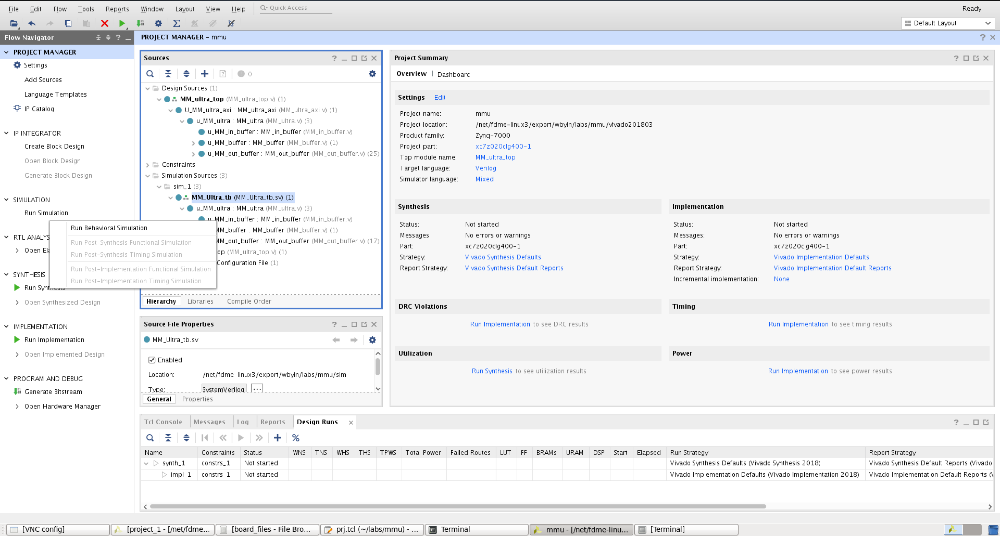 File Edit Flow Tools Reports Window Layout View Help Quick Access Ready
Default Layout
Flow Navigator
PROJECT MANAGER
Settings
Add Sources
Language Templates
IP Catalog
IP INTEGRATOR
Create Block Design
Open Block Design
Generate Block Design
SIMULATION
Run Simulation
Run Behavioral Simulation
Run Post-Synthesis Functional Simulation
Run Post-Synthesis Timing Simulation
Run Post-Implementation Functional Simulation
Run Post-Implementation Timing Simulation
RTL ANALYS
Open Ela
SYNTHESIS
Run Synthesis
Open Synthesized Design
IMPLEMENTATION
Run Implementation
Open Implemented Design
PROGRAM AND DEBUG
Generate Bitstream
Open Hardware Manager
PROJECT MANAGER - mmu
Sources
0
Design Sources (1)
MM_ultra_top (MM_ultra_top.v) (1)
U_MM_ultra_axi : MM_ultra_axi (MM_ultra_axi.v) (1)
u_MM_ultra : MM_ultra (MM_ultra.v) (3)
u_MM_in_buffer : MM_in_buffer (MM_in_buffer.v)
u_MM_buffer : MM_buffer (MM_buffer.v) (1)
u_MM_out_buffer : MM_out_buffer (MM_out_buffer.v) (25)
Constraints
Simulation Sources (3)
sim_1 (3)
MM_Ultra_tb (MM_Ultra_tb.sv) (1)
u_MM_ultra : MM_ultra (MM_ultra.v) (3)
u_MM_in_buffer : MM_in_buffer (MM_in_buffer.v)
MM_buffer : MM_buffer (MM_buffer.v) (1)
MM_out_buffer : MM_out_buffer (MM_out_buffer.v) (17)
op (MM_ultra_top.v) (1)
Configuration File (1)
Hierarchy Libraries Compile Order
Source File Properties
MM_Ultra_tb.sv
Enabled
Location: /net/fdme-linux3/export/wbyin/labs/mmu/sim
Type: SystemVerilog ...
General Properties
Project Summary
Overview | Dashboard
Settings Edit
Project name: mmu
Project location: /net/fdme-linux3/export/wbyin/labs/mmu/vivado201803
Product family: Zynq-7000
Project part: xc7z020clg400-1
Top module name: MM_ultra_top
Target language: Verilog
Simulator language: Mixed
Synthesis
Status: Not started
Messages: No errors or warnings
Part: xc7z020clg400-1
Strategy: Vivado Synthesis Defaults
Report Strategy: Vivado Synthesis Default Reports
Implementation
Status: Not started
Messages: No errors or warnings
Part: xc7z020clg400-1
Strategy: Vivado Implementation Defaults
Report Strategy: Vivado Implementation Default Reports
Incremental implementation: None
DRC Violations
Run Implementation to see DRC results
Timing
Run Implementation to see timing results
Utilization
Run Synthesis to see utilization results
Power
Run Implementation to see power results
Tcl Console Messages Log Reports Design Runs
Name Constraints Status WNS TNS WHS THS TPWS Total Power Failed Routes LUT FF BRAMs URAM DSP Start Elapsed Run Strategy Report Strategy
synth_1 constrs_1 Not started Vivado Synthesis Defaults (Vivado Synthesis 2018) Vivado Synthesis Default Reports (Vivado
impl_1 constrs_1 Not started Vivado Implementation Defaults (Vivado Implementation 2018) Vivado Implementation Default Reports (V
[VNC config] [project_1 - [/net/fdme... [board_files - File Bro... prj.tcl (~/labs/mmu) - ... Terminal mmu - [/net/fdme-linu... [Terminal]